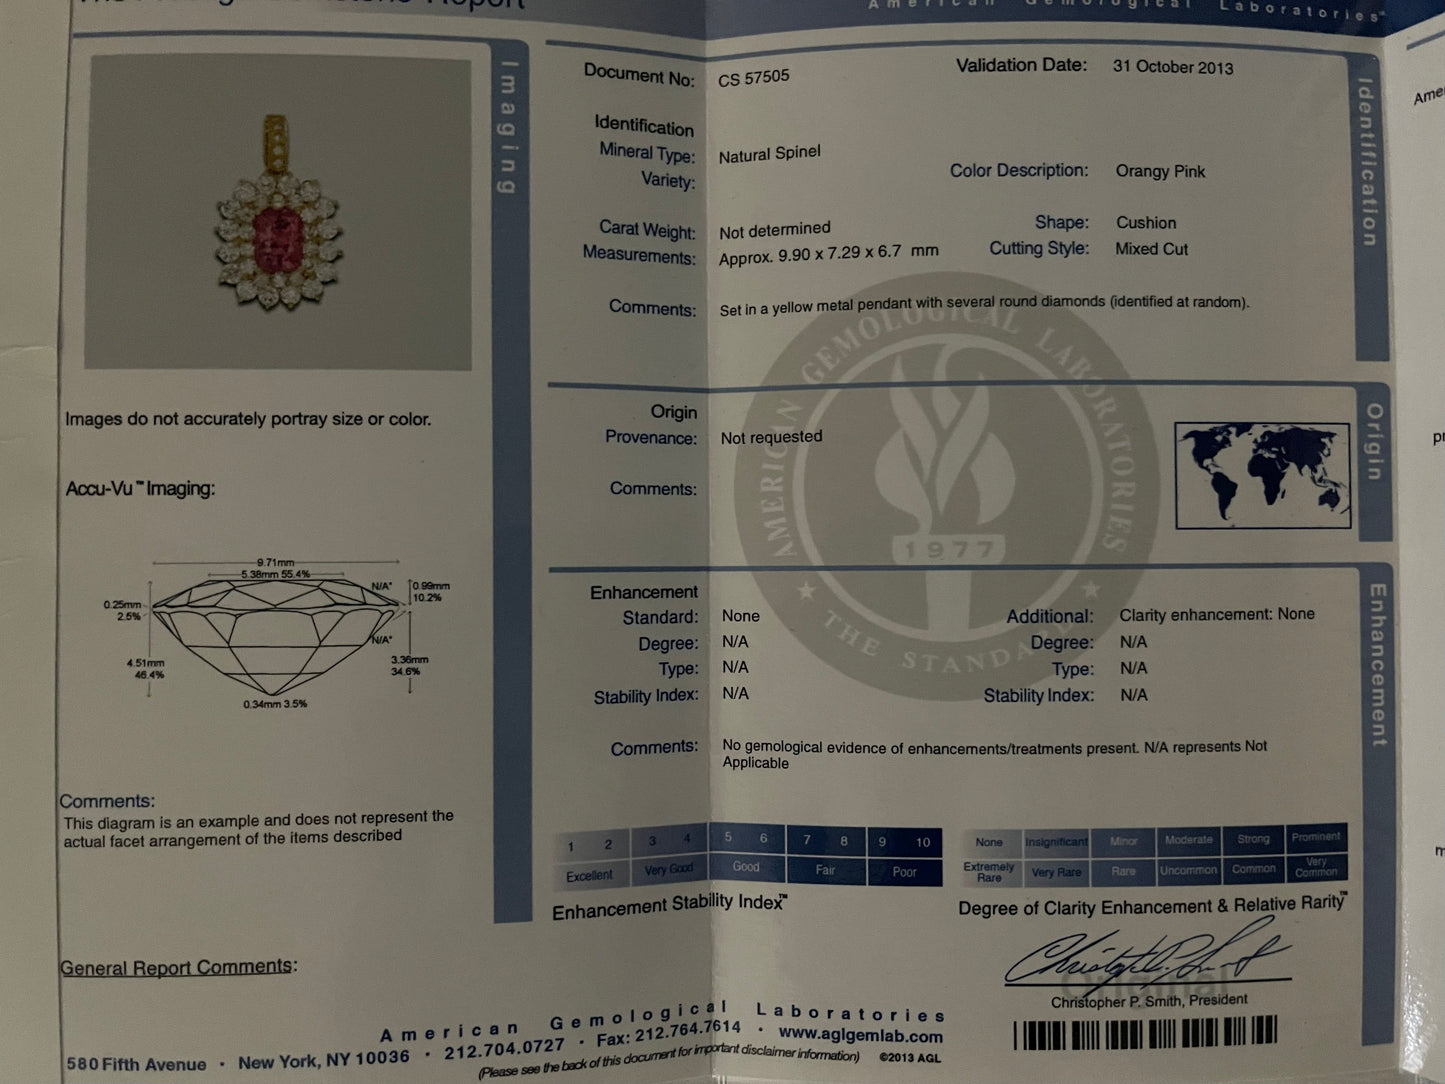 Report
American Gemological Laboratories
Imaging
Images do not accurately portray size or color.
Accu-Vu™ Imaging:
9.71mm
5.38mm 55.4%
N/A*
0.99mm
10.2%
0.25mm
2.5%
N/A*
4.51mm
46.4%
3.36mm
34.6%
0.34mm 3.5%
Comments:
This diagram is an example and does not represent the
actual facet arrangement of the items described
General Report Comments:
Document No: CS 57505
Validation Date: 31 October 2013
Identification
Identification
Mineral Type: Natural Spinel
Variety:
Color Description: Orangy Pink
Carat Weight: Not determined
Shape: Cushion
Measurements: Approx. 9.90 x 7.29 x 6.7 mm
Cutting Style: Mixed Cut
Comments: Set in a yellow metal pendant with several round diamonds (identified at random).
AMERICAN GEMOLOGICAL LABORATORIES
1977
★ THE STANDARD ★
Origin
Origin
Provenance: Not requested
Comments:
Enhancement
Enhancement
Standard: None
Additional: Clarity enhancement: None
Degree: N/A
Degree: N/A
Type: N/A
Type: N/A
Stability Index: N/A
Stability Index: N/A
Comments: No gemological evidence of enhancements/treatments present. N/A represents Not
Applicable
1 2 3 4 5 6 7 8 9 10
Excellent Very Good Good Fair Poor
Enhancement Stability Index™
None Insignificant Minor Moderate Strong Prominent
Extremely Rare Very Rare Rare Uncommon Common Very Common
Degree of Clarity Enhancement & Relative Rarity™
Original
Christopher P. Smith, President
American Gemological Laboratories
580 Fifth Avenue · New York, NY 10036 · 212.704.0727 · Fax: 212.764.7614 · www.aglgemlab.com
(Please see the back of this document for important disclaimer information) ©2013 AGL